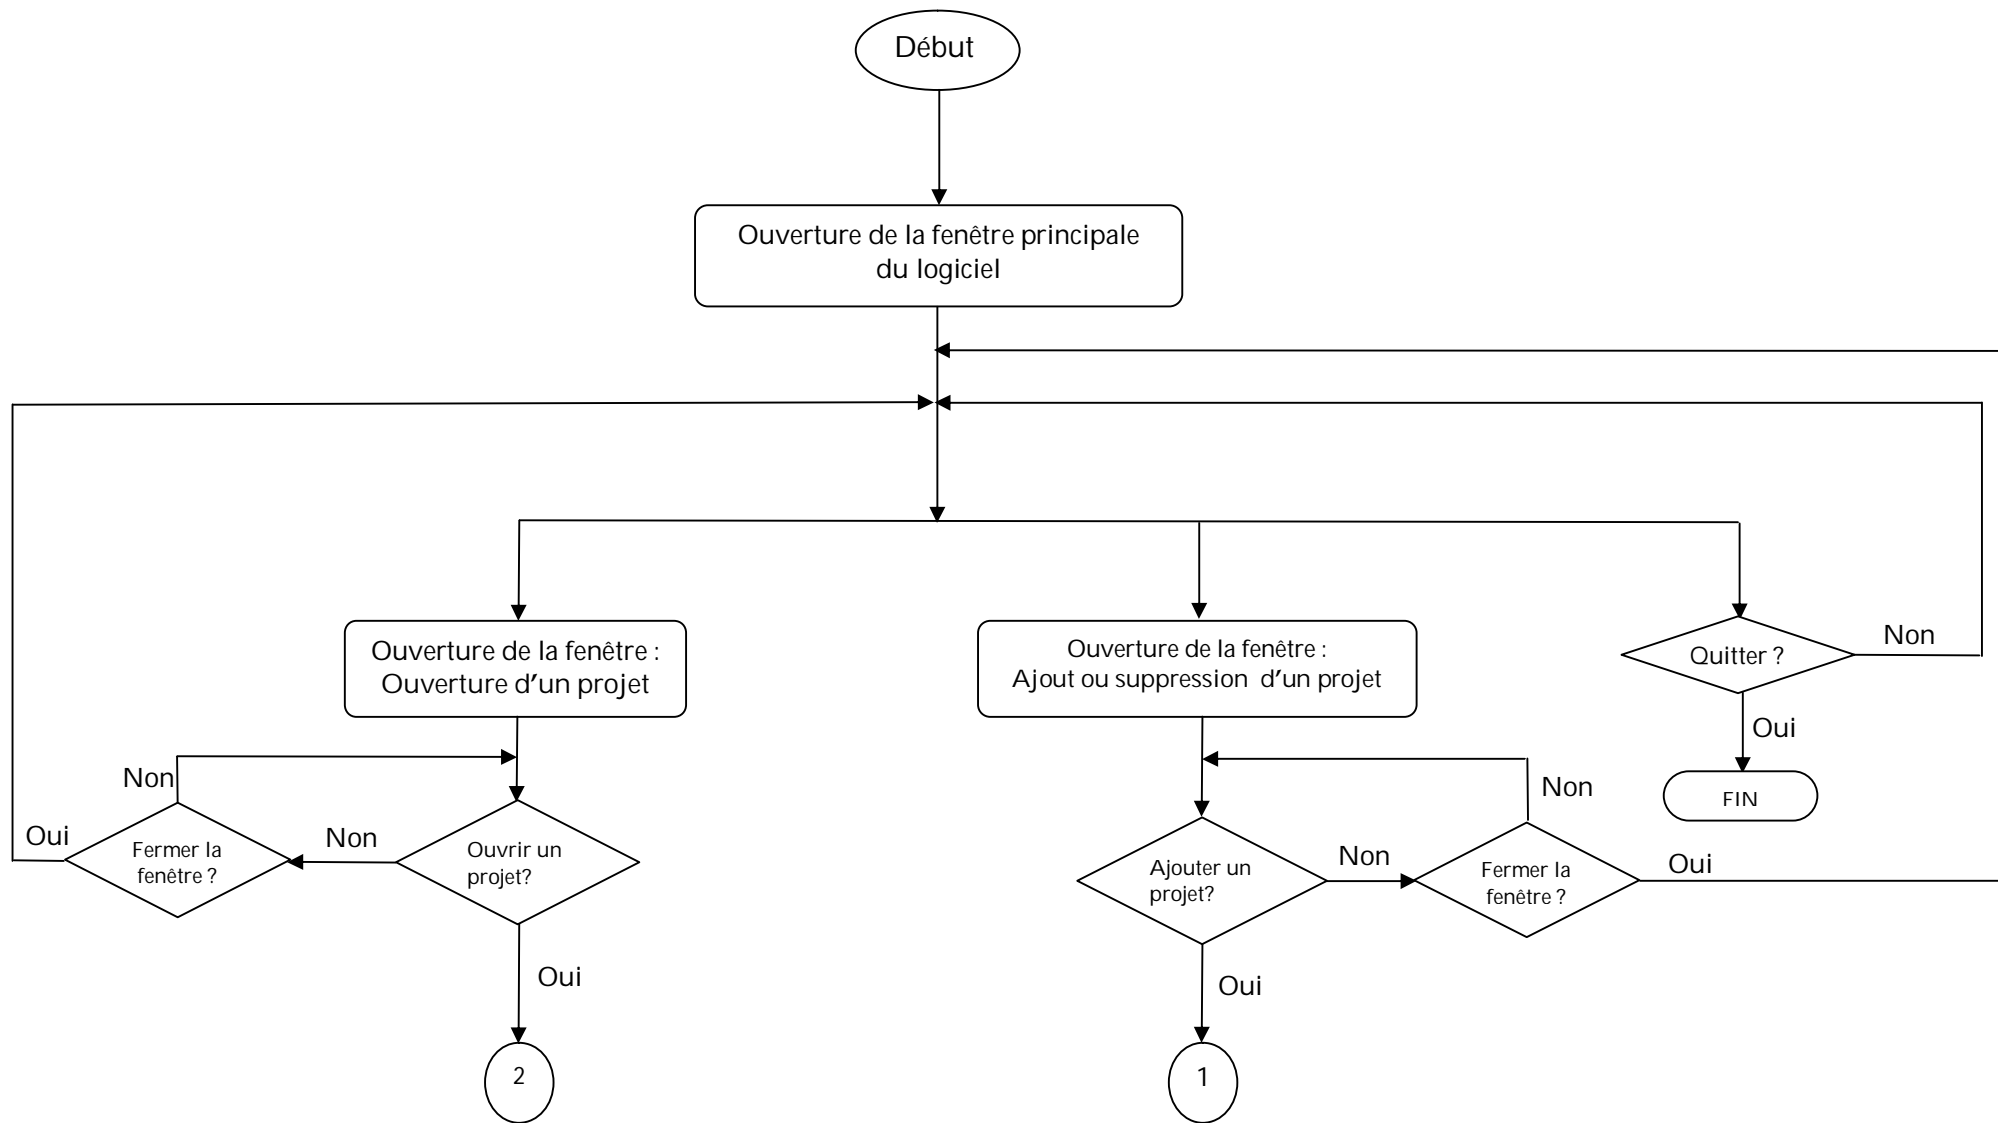 Début
Ouverture de la fenêtre principale
du logiciel
Ouverture de la fenêtre :
Ouverture d'un projet
Ouverture de la fenêtre :
Ajout ou suppression d'un projet
Quitter ?
Non
Oui
FIN
Non
Oui
Fermer la
fenêtre ?
Non
Ouvrir un
projet?
Oui
2
Ajouter un
projet?
Non
Fermer la
fenêtre ?
Non
Oui
Oui
1